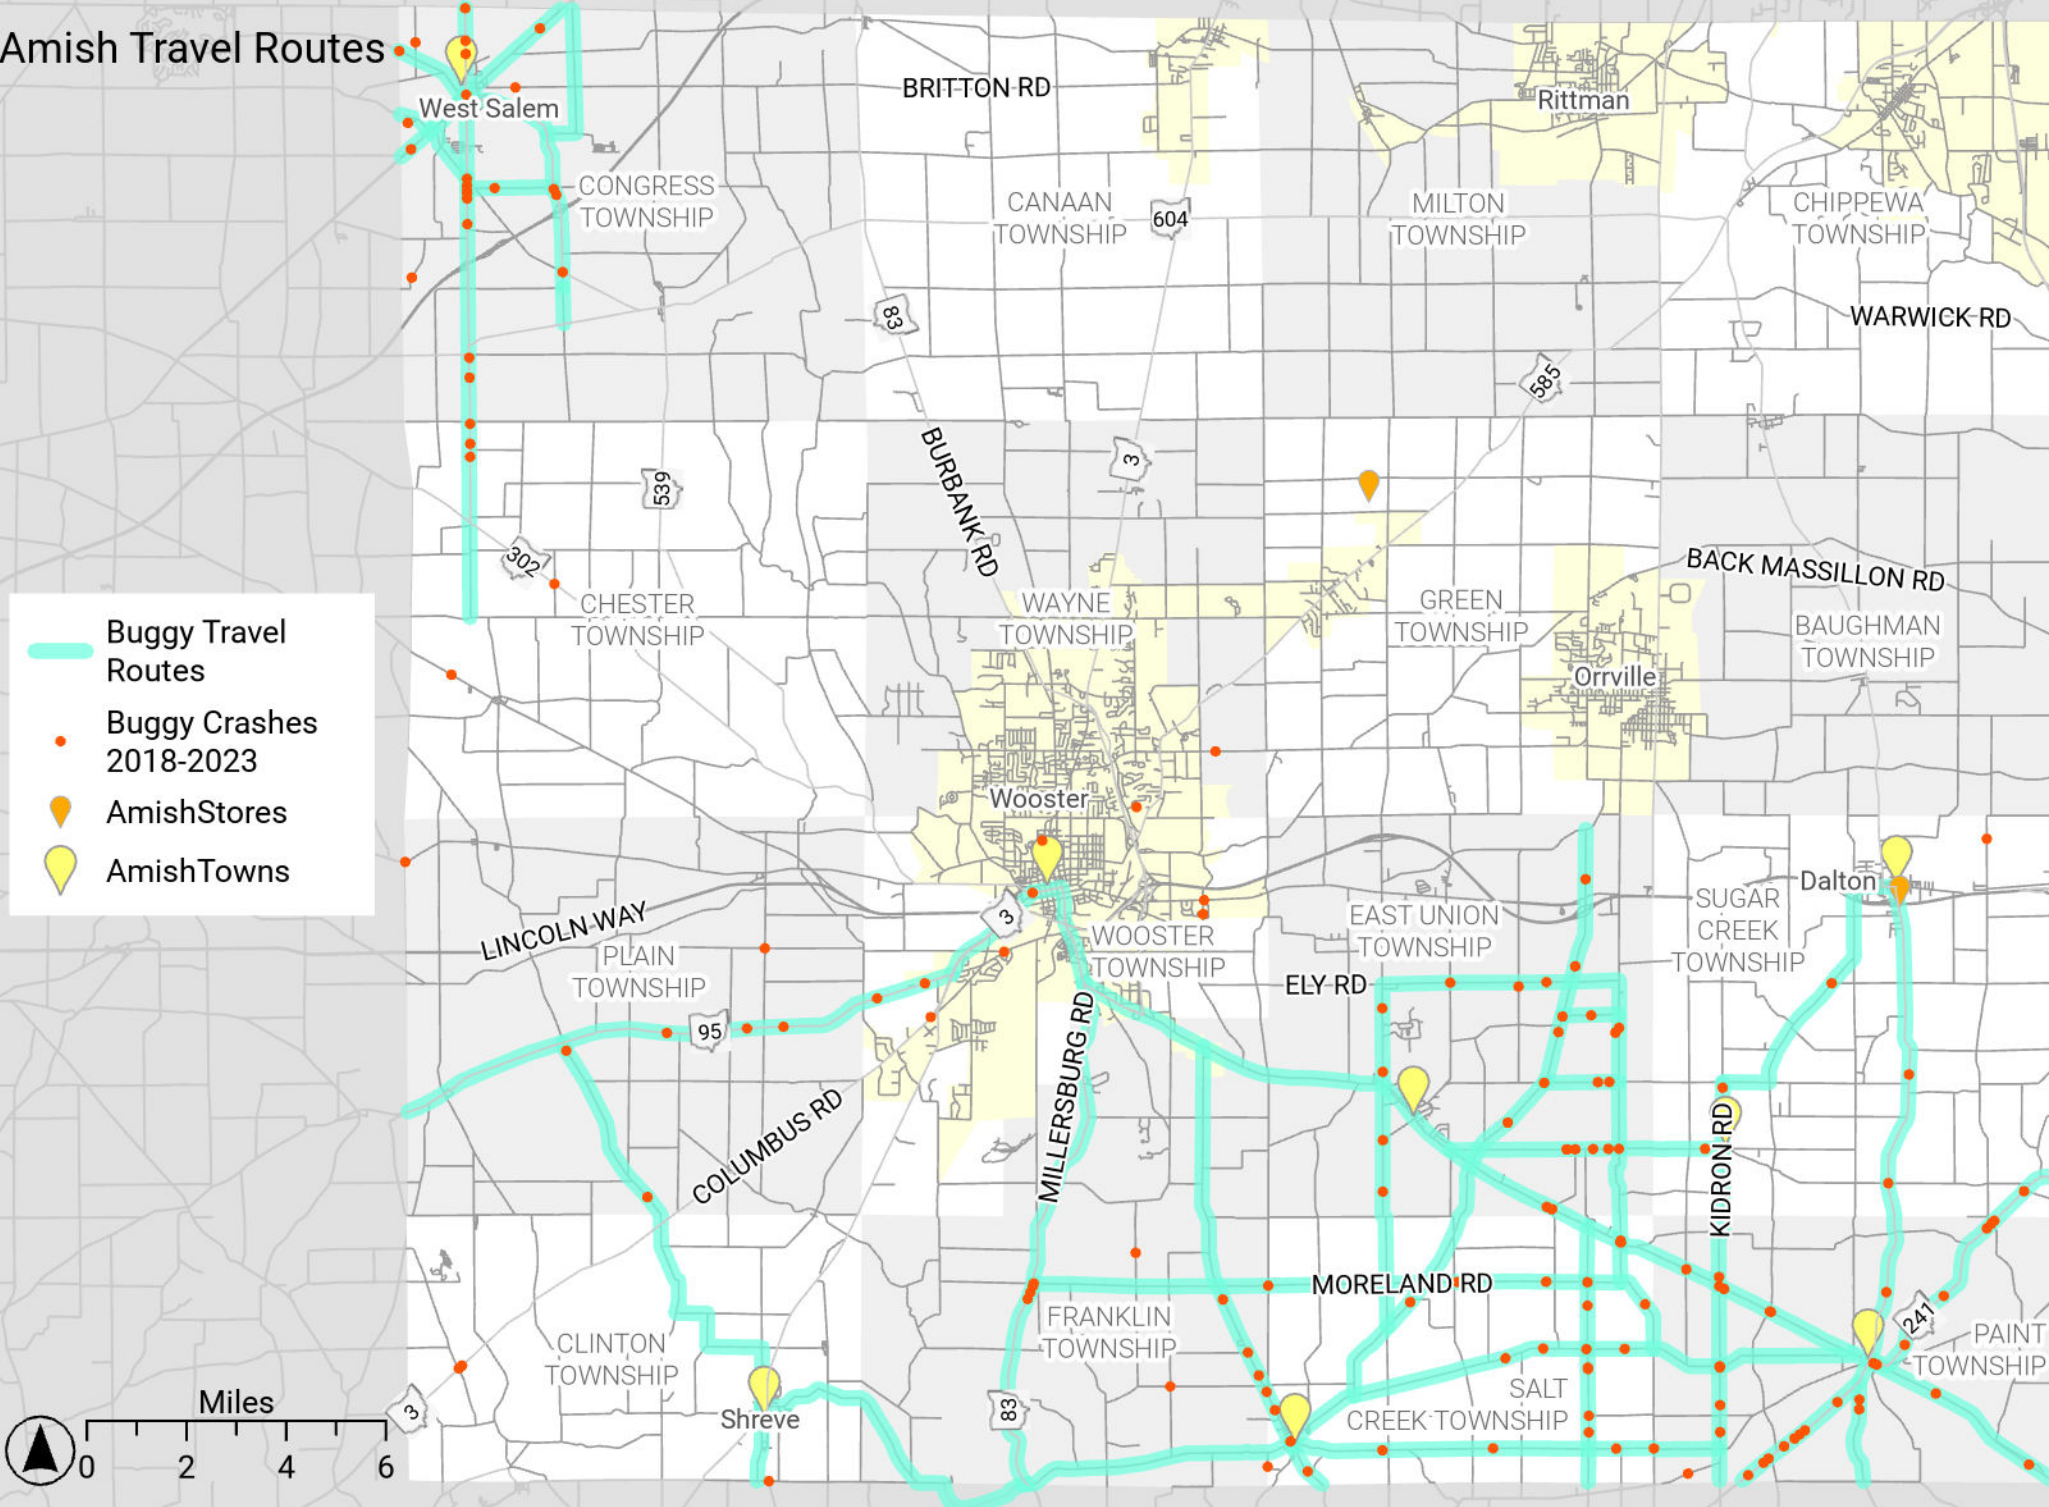 Amish Travel Routes
West Salem
BRITTON RD
Rittman
CONGRESS
TOWNSHIP
CANAAN
TOWNSHIP
604
MILTON
TOWNSHIP
CHIPPEWA
TOWNSHIP
83
WARWICK RD
585
BURBANK RD
3
539
302
BACK MASSILLON RD
CHESTER
TOWNSHIP
WAYNE
TOWNSHIP
GREEN
TOWNSHIP
BAUGHMAN
TOWNSHIP
Orrville
Buggy Travel
Routes
Buggy Crashes
2018-2023
AmishStores
AmishTowns
Wooster
Dalton
LINCOLN WAY
3
PLAIN
TOWNSHIP
WOOSTER
TOWNSHIP
EAST UNION
TOWNSHIP
SUGAR
CREEK
TOWNSHIP
ELY RD
95
MILLERSBURG RD
COLUMBUS RD
KIDRON RD
MORELAND RD
FRANKLIN
TOWNSHIP
241
PAINT
TOWNSHIP
CLINTON
TOWNSHIP
SALT
CREEK TOWNSHIP
Shreve
83
3
Miles
0 2 4 6